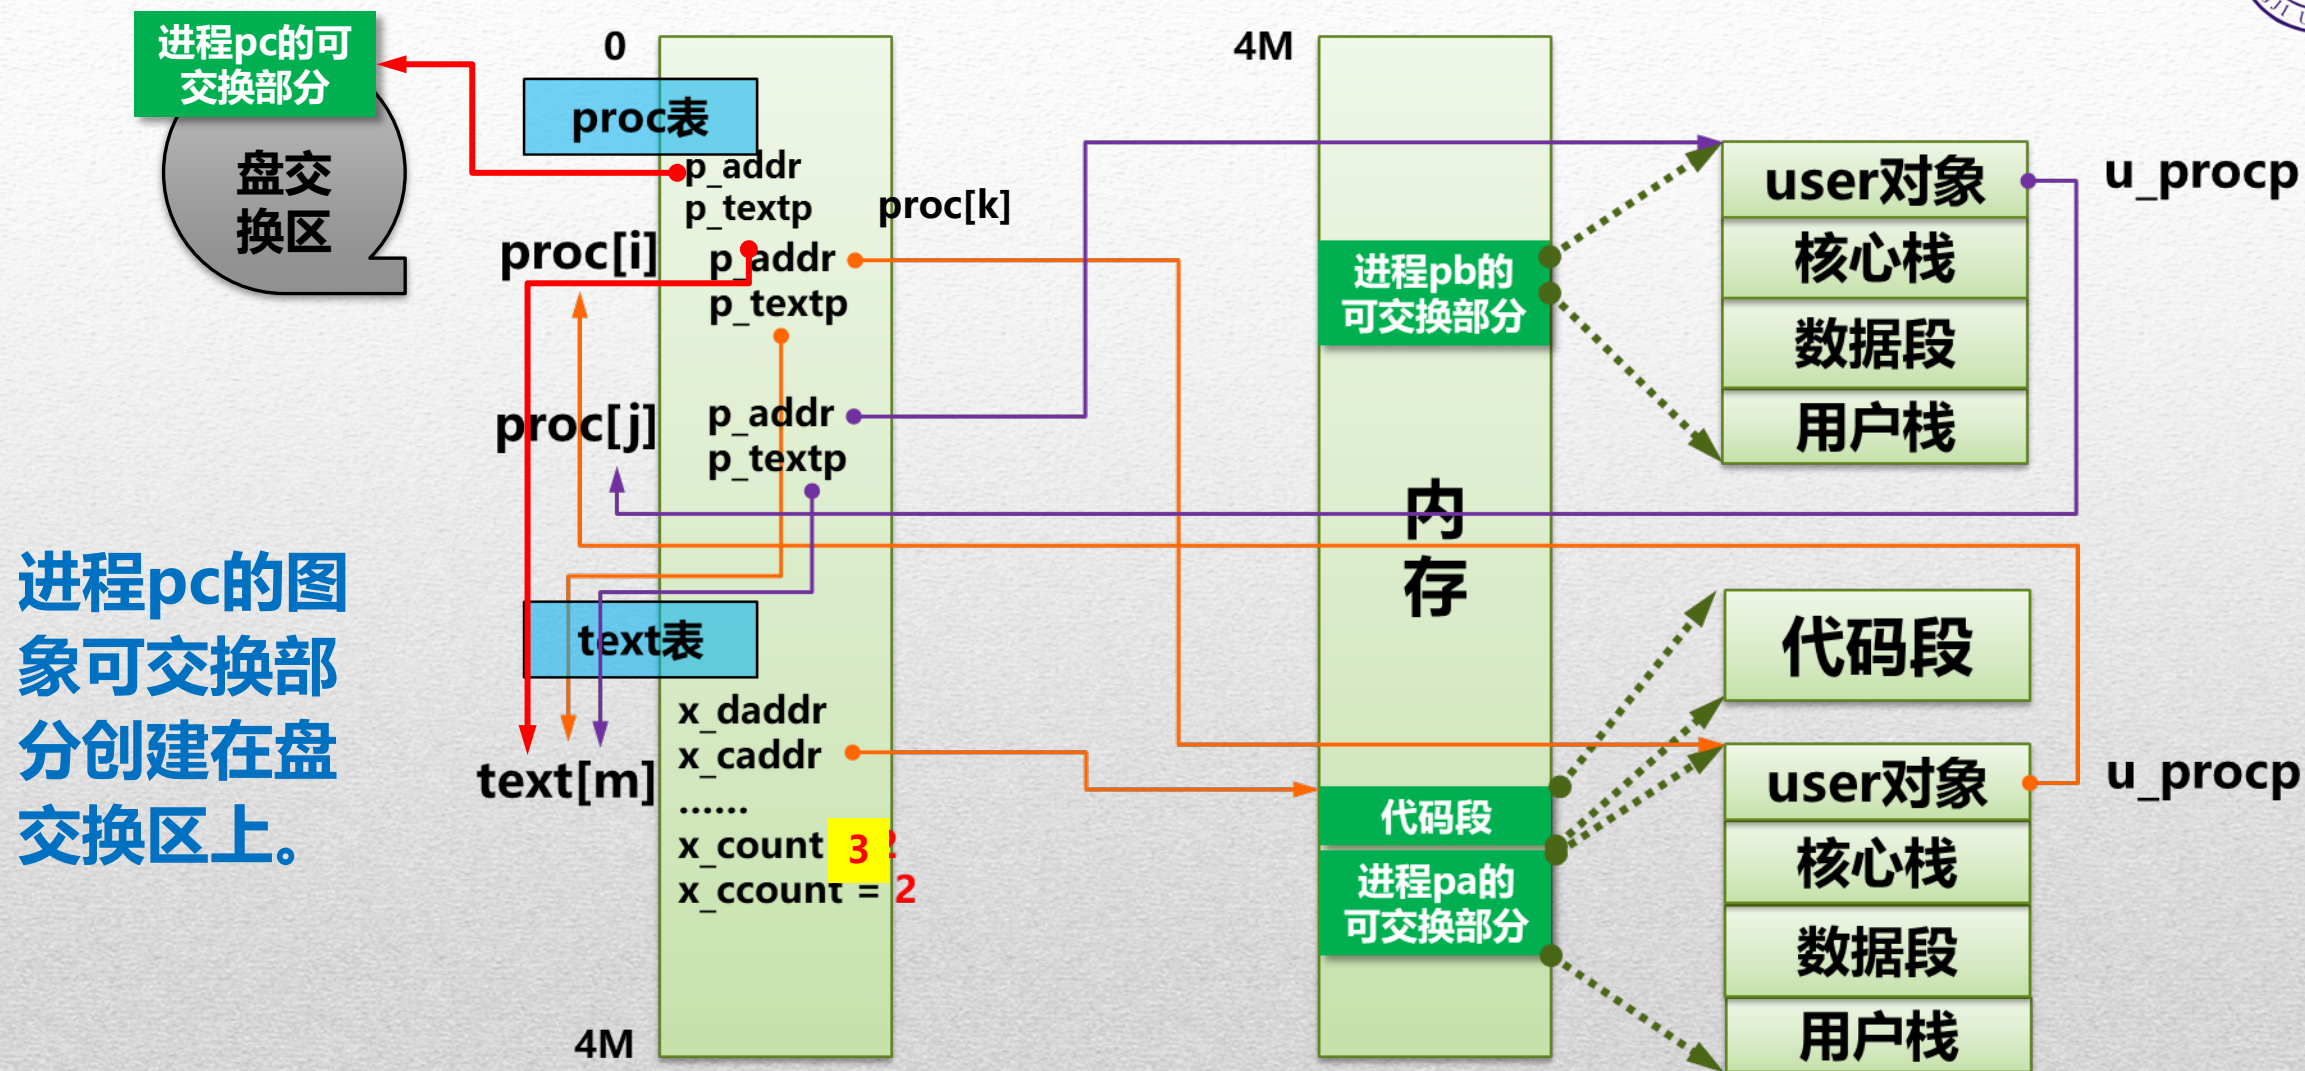 进程pc的可
交换部分
盘交
换区
0
proc表
p_addr
p_textp
proc[k]
proc[i]
p_addr
p_textp
proc[j]
p_addr
p_textp
进程pc的图
象可交换部
分创建在盘
交换区上。
text表
x_daddr
x_caddr
text[m]
......
x_count 3
x_ccount = 2
4M
4M
进程pb的
可交换部分
内
存
代码段
进程pa的
可交换部分
user对象
u_procp
核心栈
数据段
用户栈
代码段
user对象
u_procp
核心栈
数据段
用户栈